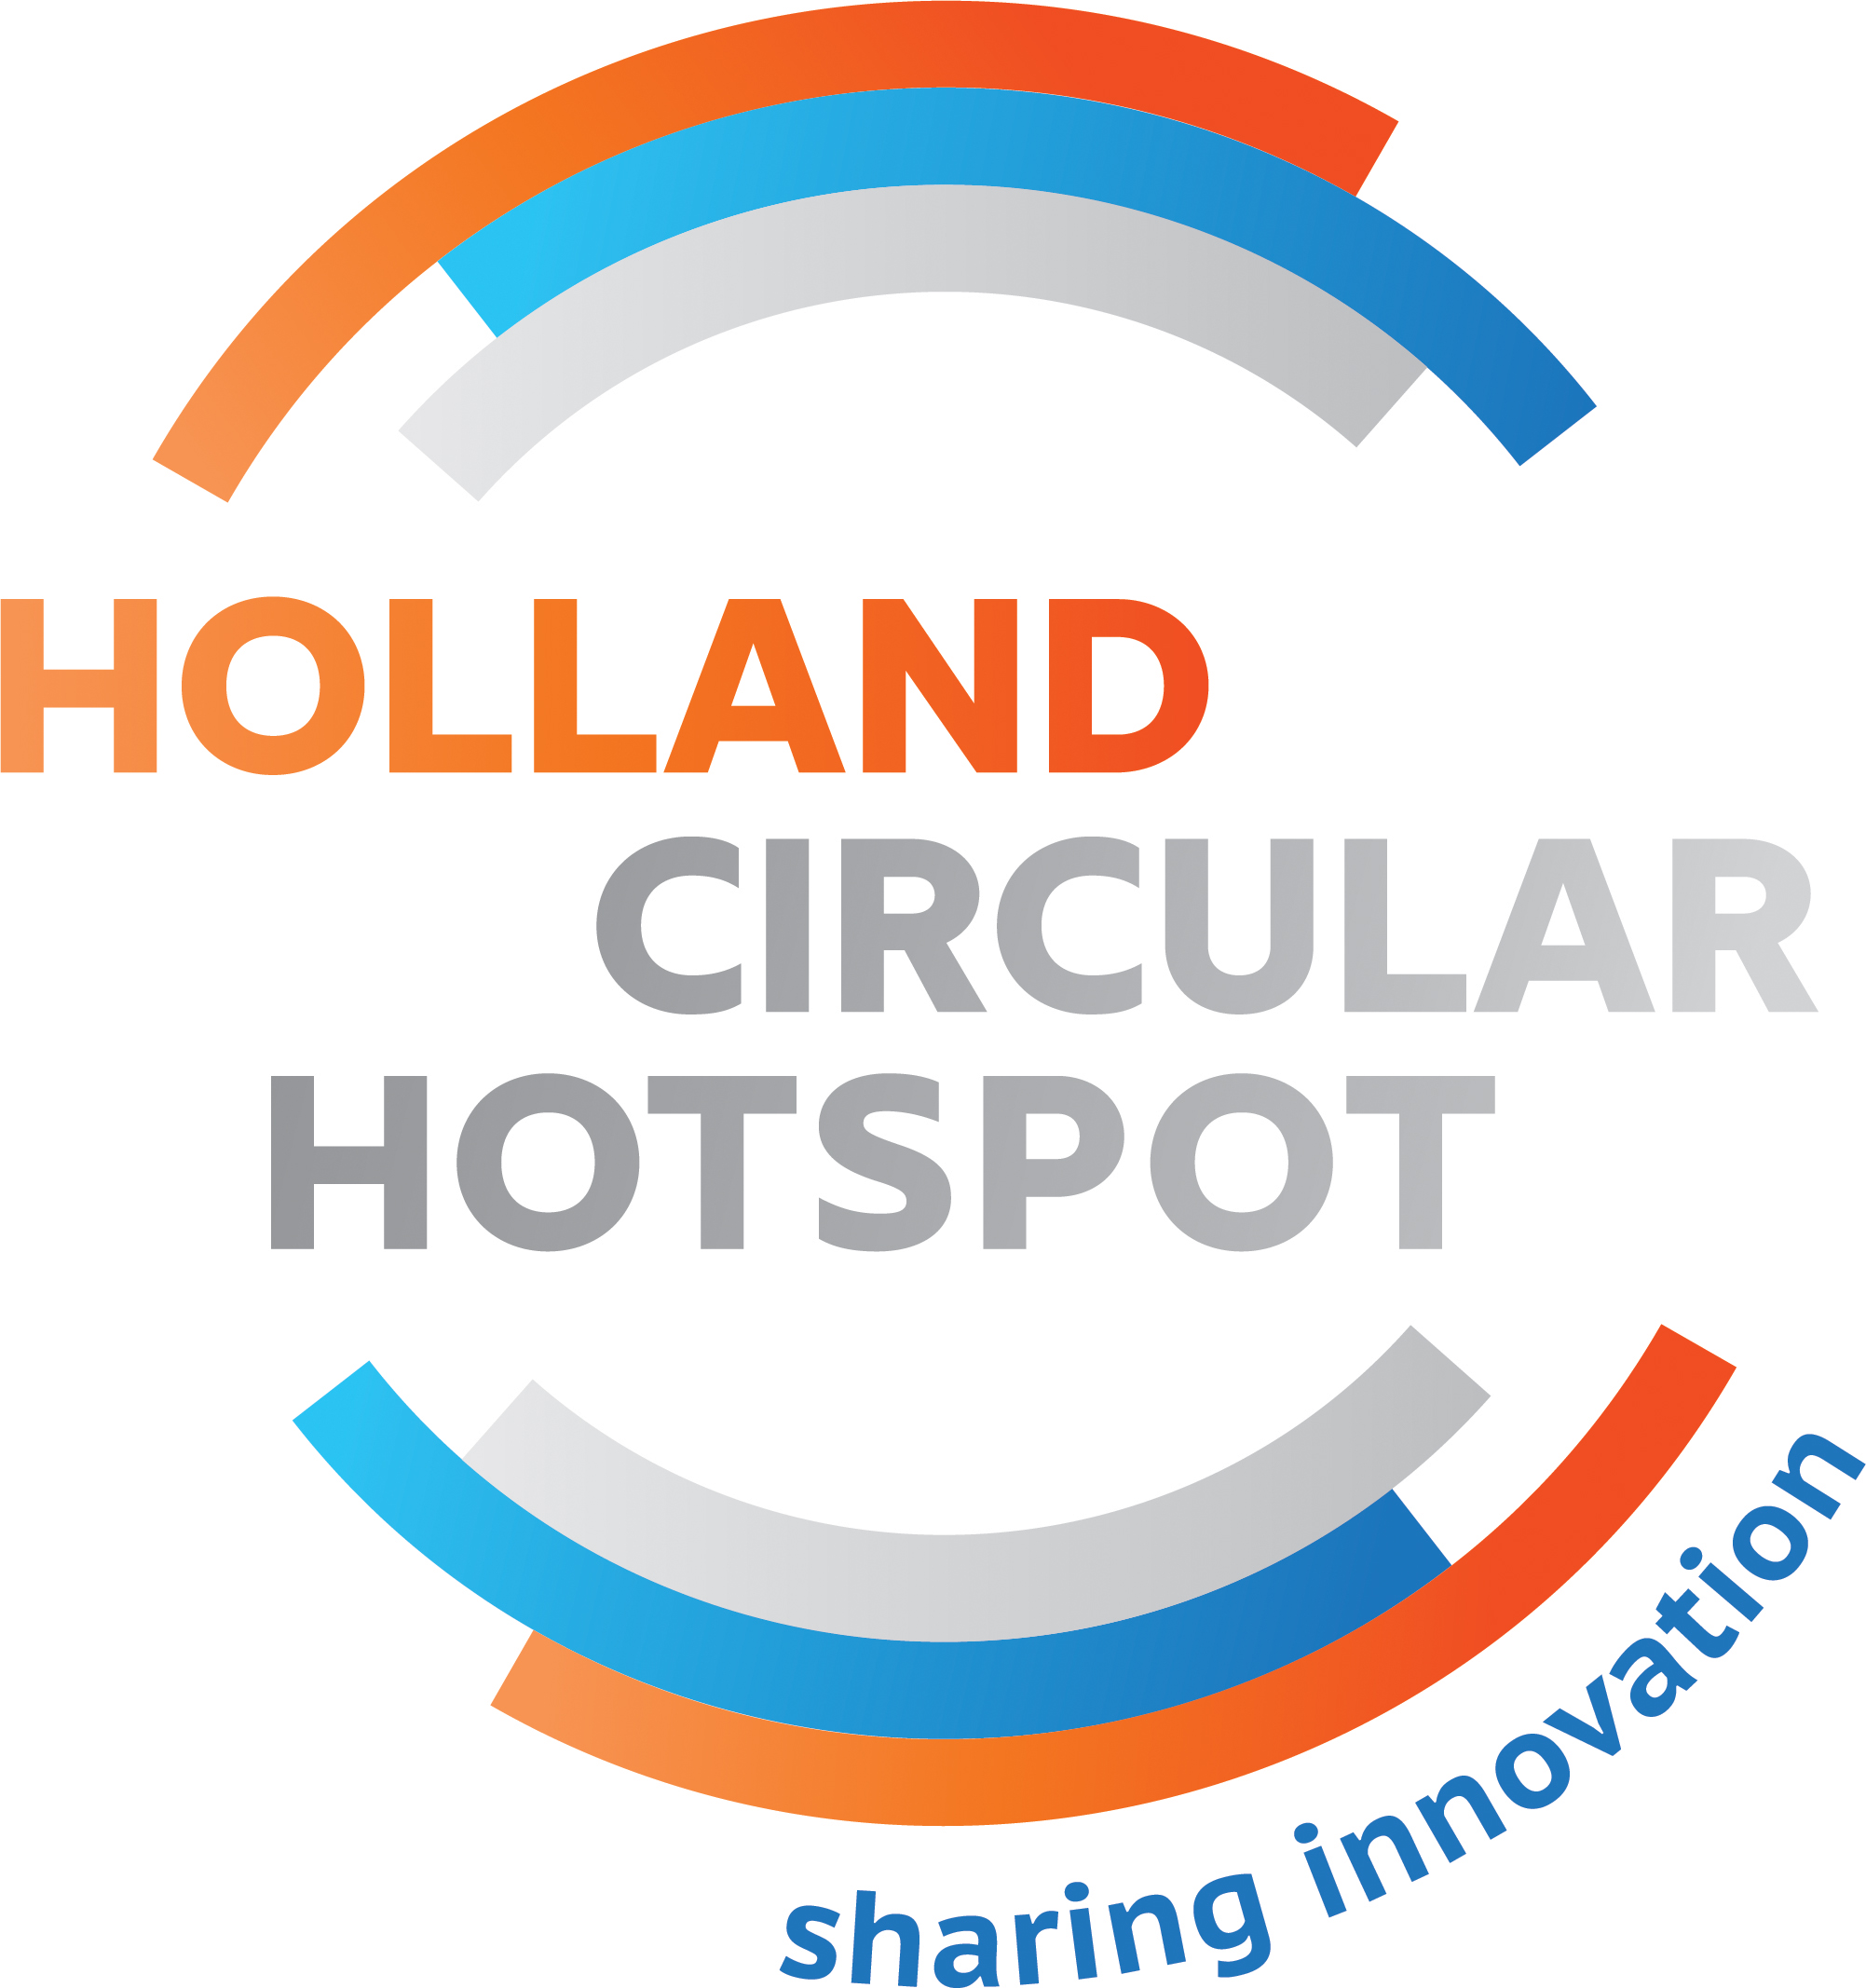 HOLLAND
CIRCULAR
HOTSPOT
sharing innovation